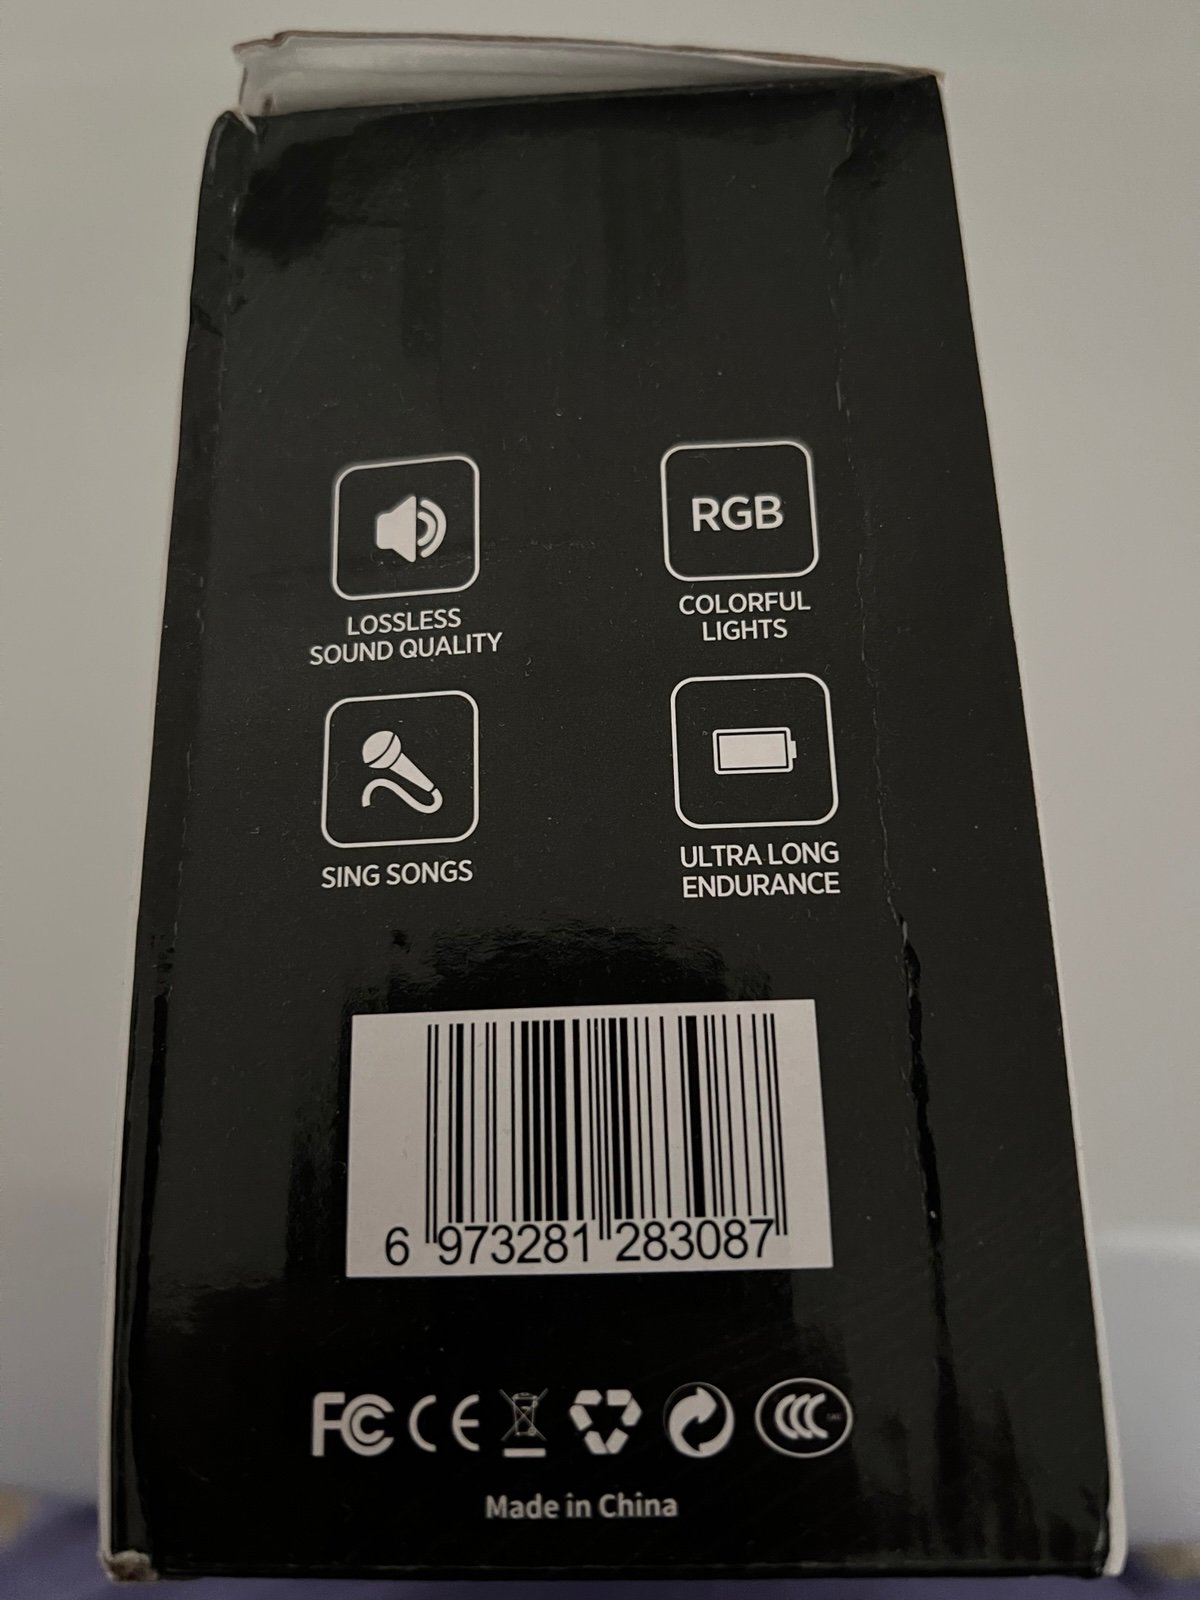 LOSSLESS
SOUND QUALITY
RGB
COLORFUL
LIGHTS
SING SONGS
ULTRA LONG
ENDURANCE
6 973281 283087
FC CE CCC
Made in China